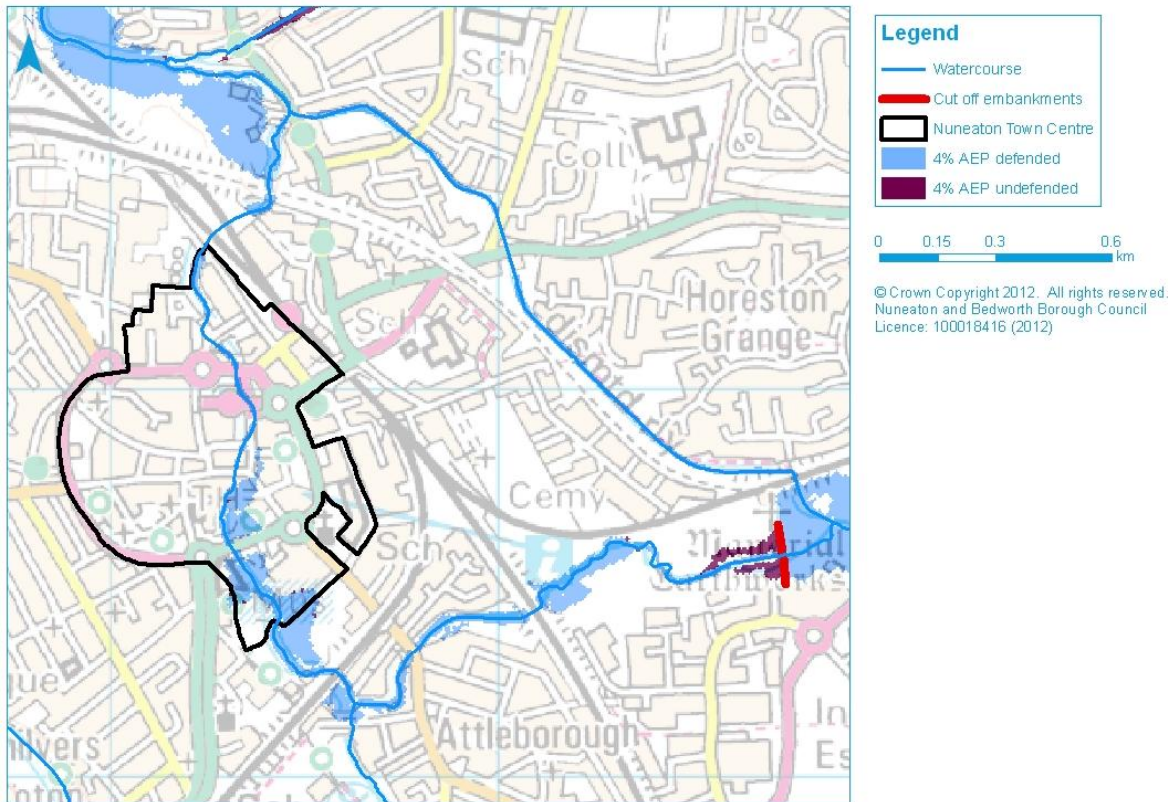 Sch
Coll
Horeston
Grange
Sch
Cemy
Sch
Memorial
Attleborough
Legend
Watercourse
Cut off embankments
Nuneaton Town Centre
4% AEP defended
4% AEP undefended
0 0.15 0.3 0.6
km
© Crown Copyright 2012. All rights reserved.
Nuneaton and Bedworth Borough Council
Licence: 100018416 (2012)